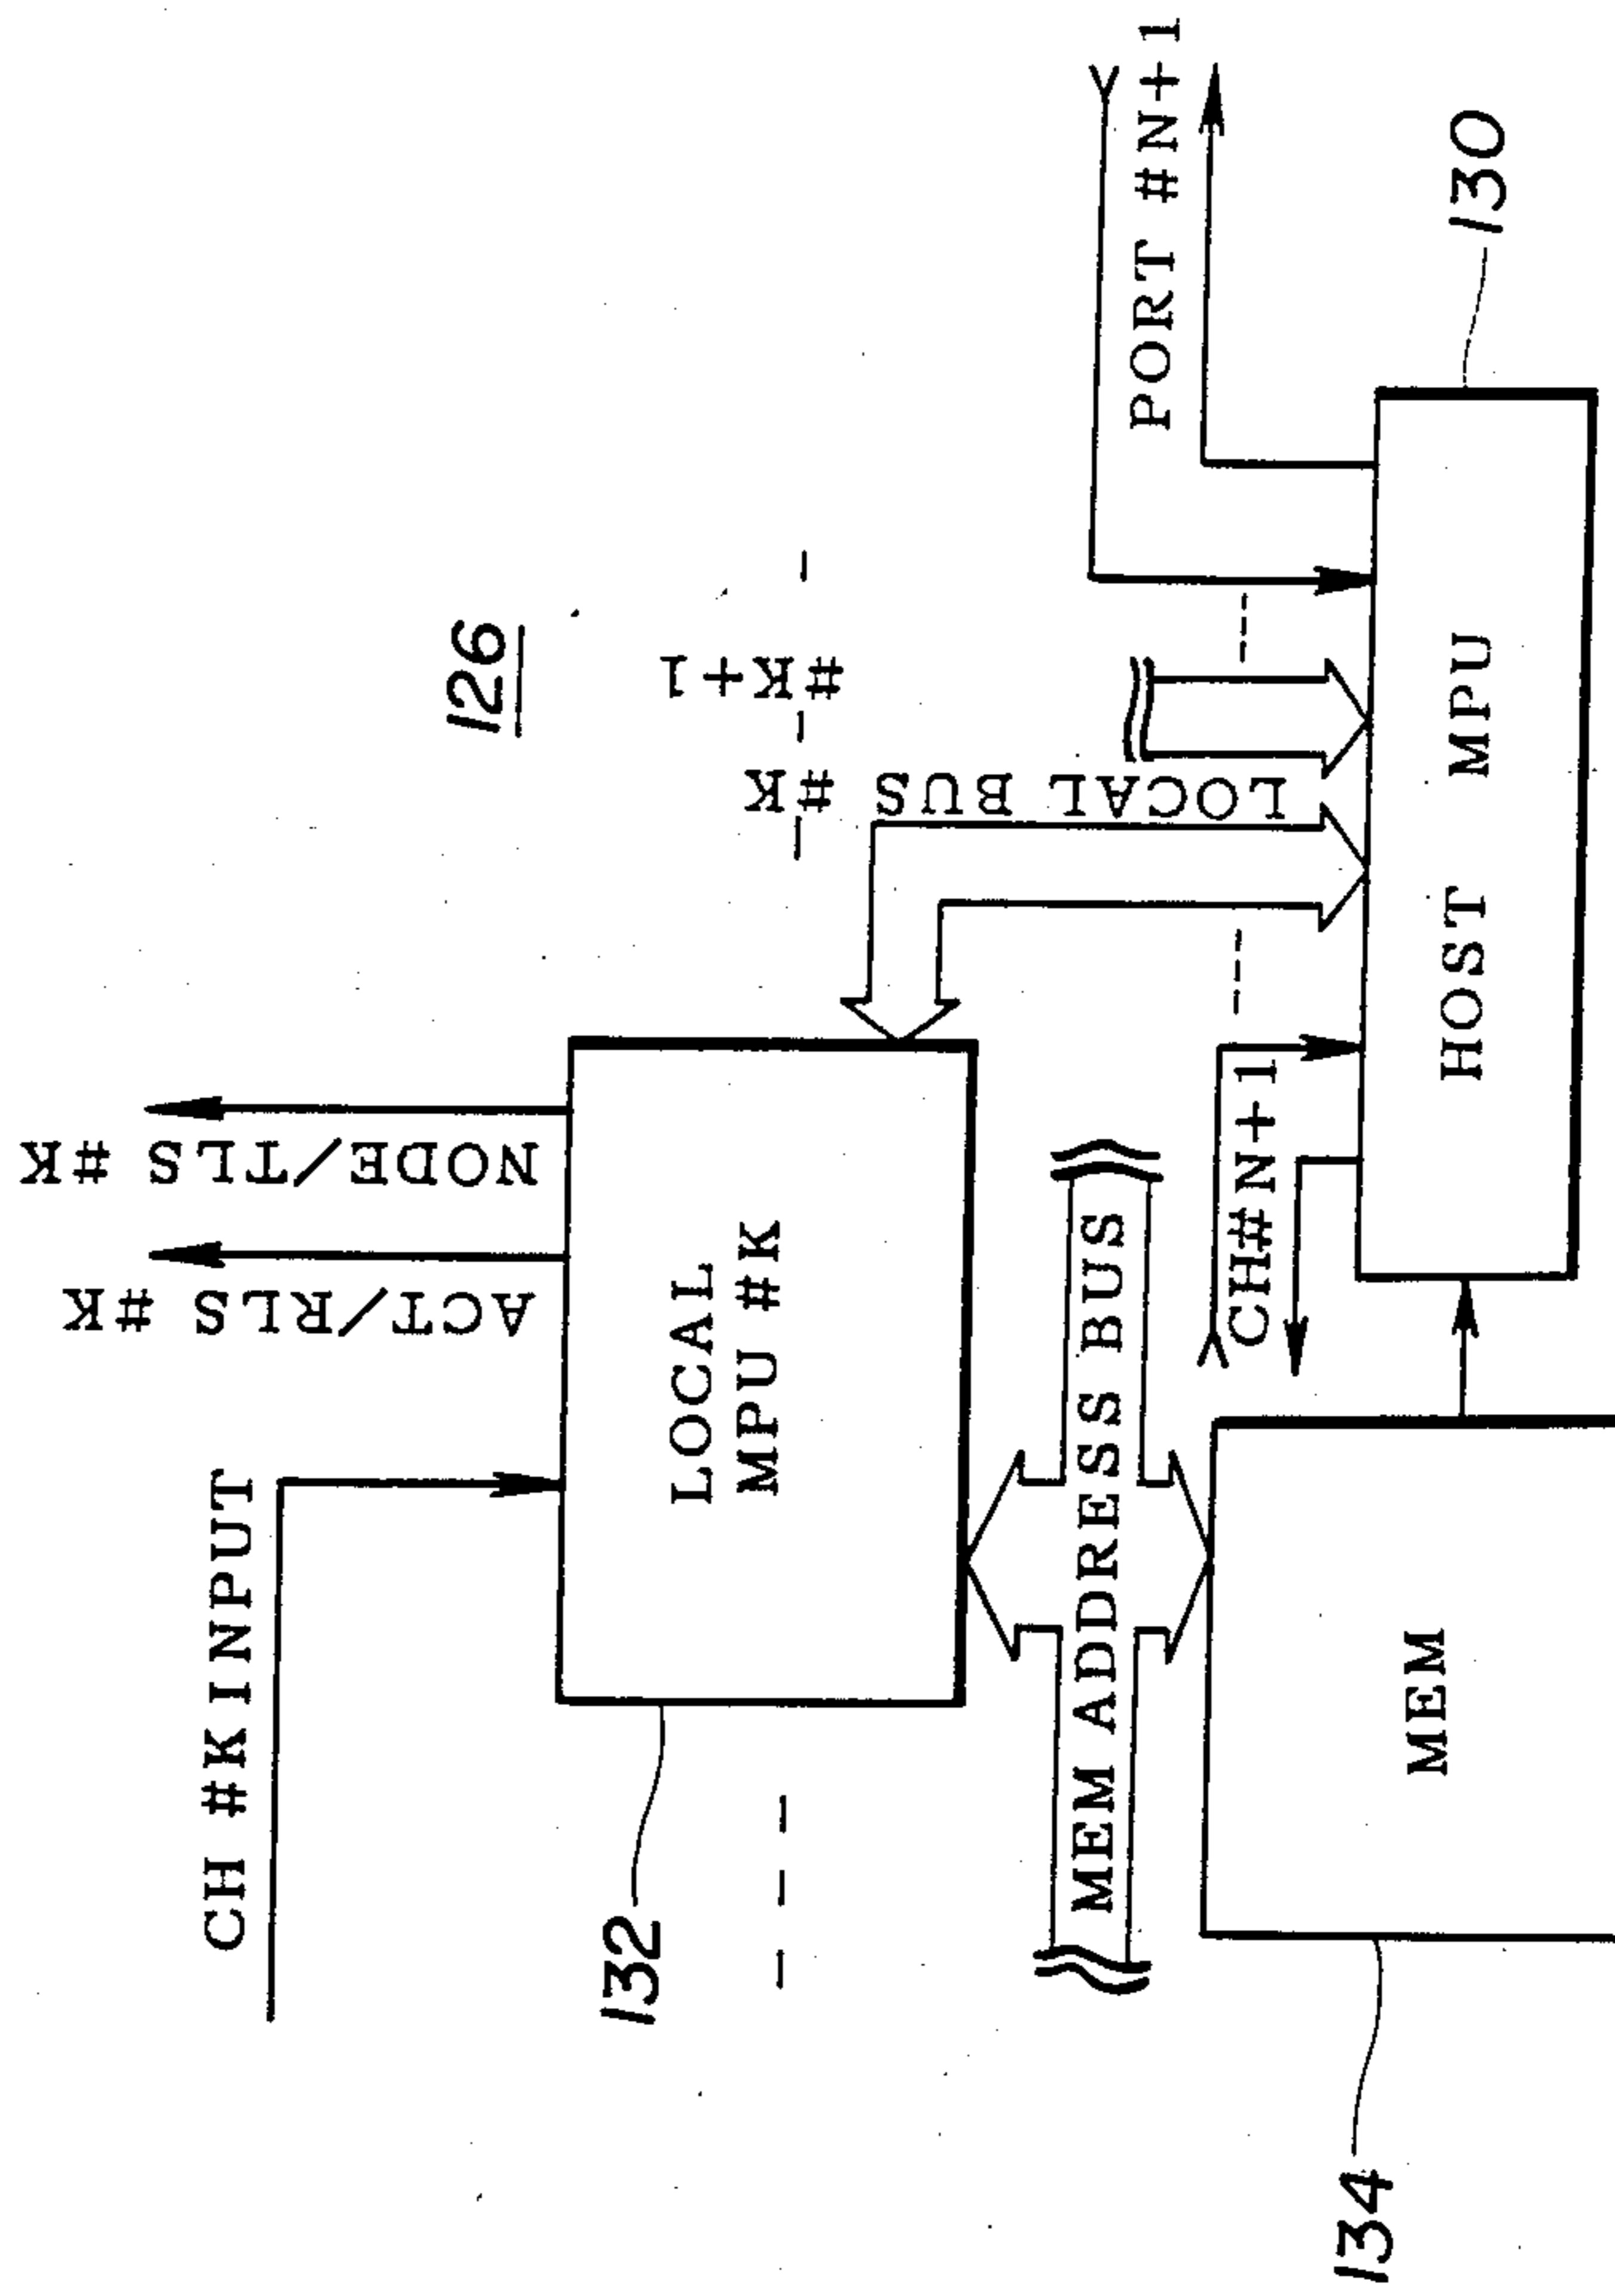 126
CH #K INPUT
ACT/RLS #K
NODE/TLS #K
132
LOCAL
MPU #K
#K
#K+1
LOCAL BUS
MEM ADDRESS BUS
PORT #N+1
CH#N+1
134
MEM
HOST MPU
130